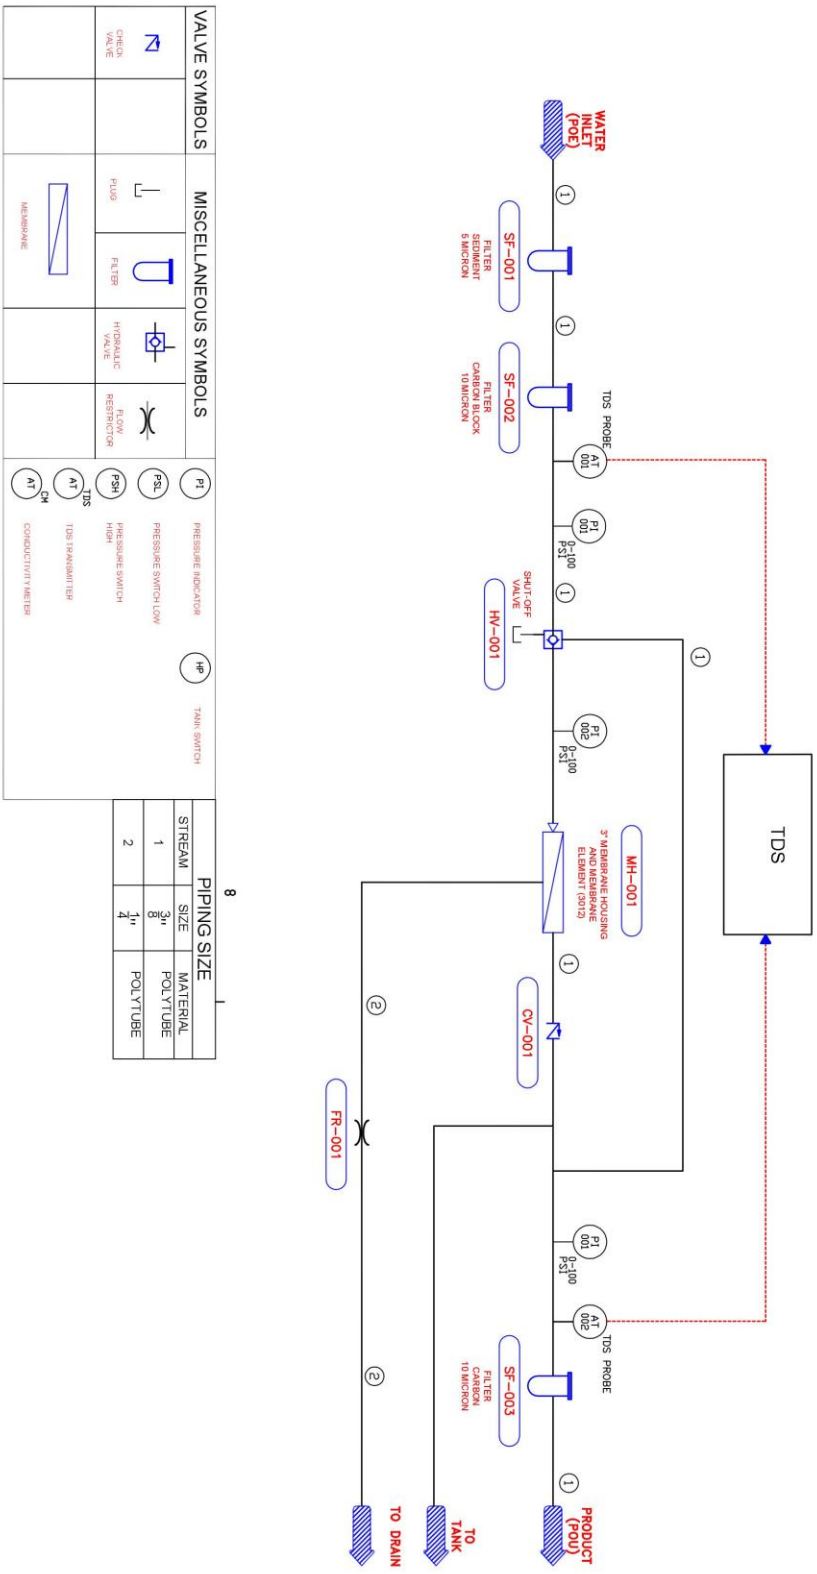 TDS
WATER
INLET
(POE)
1
SF-001
FILTER
SEDIMENT
5 MICRON
1
SF-002
FILTER
CARBON BLOCK
10 MICRON
TDS PROBE
AT
001
PI
001
0-100
PSI
1
SHUT-OFF
VALVE
HV-001
1
PI
002
0-100
PSI
MH-001
3" MEMBRANE HOUSING
AND MEMBRANE
ELEMENT (3012)
1
CV-001
2
FR-001
PI
001
0-100
PSI
AT
002
TDS PROBE
SF-003
FILTER
CARBON
10 MICRON
2
1
PRODUCT
(POU)
TO
TANK
TO DRAIN
VALVE SYMBOLS
CHECK
VALVE
MISCELLANEOUS SYMBOLS
PLUG
FILTER
HYDRAULIC
VALVE
FLOW
RESTRICTOR
MEMBRANE
PI
PRESSURE INDICATOR
HP
TANK SWITCH
PSL
PRESSURE SWITCH LOW
PSH
PRESSURE SWITCH
HIGH
TDS
AT
TDS TRANSMITTER
CM
AT
CONDUCTIVITY METER
8
PIPING SIZE
STREAM SIZE MATERIAL
1 3/8" POLYTUBE
2 1/4" POLYTUBE